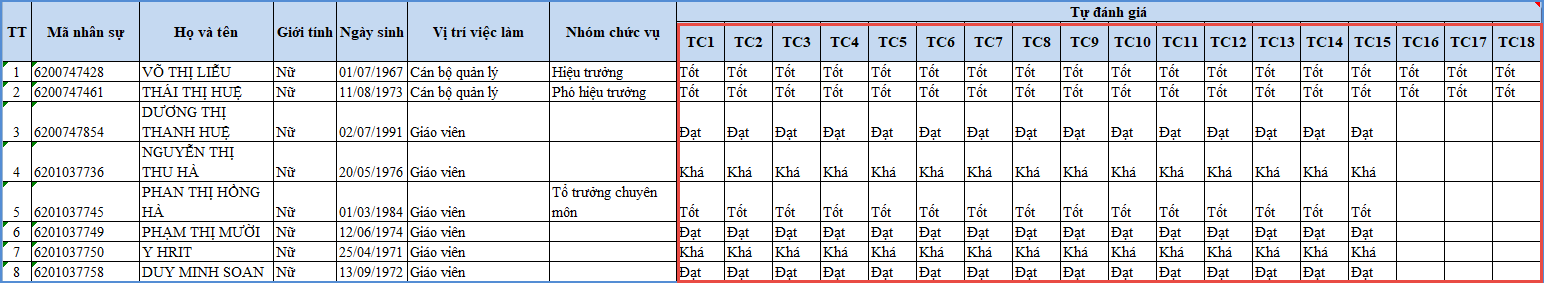 Tự đánh giá
TT Mã nhân sự Họ và tên Giới tính Ngày sinh Vị trí việc làm Nhóm chức vụ
TC1 TC2 TC3 TC4 TC5 TC6 TC7 TC8 TC9 TC10 TC11 TC12 TC13 TC14 TC15 TC16 TC17 TC18
1 6200747428 VÕ THỊ LIỄU Nữ 01/07/1967 Cán bộ quản lý Hiệu trưởng Tốt Tốt Tốt Tốt Tốt Tốt Tốt Tốt Tốt Tốt Tốt Tốt Tốt Tốt Tốt Tốt Tốt Tốt
2 6200747461 THÁI THỊ HUỆ Nữ 11/08/1973 Cán bộ quản lý Phó hiệu trưởng Tốt Tốt Tốt Tốt Tốt Tốt Tốt Tốt Tốt Tốt Tốt Tốt Tốt Tốt Tốt Tốt Tốt Tốt
DƯƠNG THỊ
3 6200747854 THANH HUỆ Nữ 02/07/1991 Giáo viên Đạt Đạt Đạt Đạt Đạt Đạt Đạt Đạt Đạt Đạt Đạt Đạt Đạt Đạt Đạt
NGUYỄN THỊ
4 6201037736 THU HÀ Nữ 20/05/1976 Giáo viên Khá Khá Khá Khá Khá Khá Khá Khá Khá Khá Khá Khá Khá Khá Khá
PHAN THỊ HỒNG Tổ trưởng chuyên
5 6201037745 HÀ Nữ 01/03/1984 Giáo viên môn Tốt Tốt Tốt Tốt Tốt Tốt Tốt Tốt Tốt Tốt Tốt Tốt Tốt Tốt Tốt
6 6201037749 PHẠM THỊ MƯỜI Nữ 12/06/1974 Giáo viên Đạt Đạt Đạt Đạt Đạt Đạt Đạt Đạt Đạt Đạt Đạt Đạt Đạt Đạt Đạt
7 6201037750 Y HRIT Nữ 25/04/1971 Giáo viên Khá Khá Khá Khá Khá Khá Khá Khá Khá Khá Khá Khá Khá Khá Khá
8 6201037758 DUY MINH SOAN Nữ 13/09/1972 Giáo viên Đạt Đạt Đạt Đạt Đạt Đạt Đạt Đạt Đạt Đạt Đạt Đạt Đạt Đạt Đạt